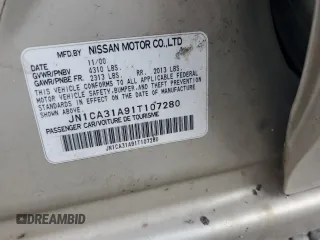 MFD.BY NISSAN MOTOR CO.,LTD
11/00
GVWR/PNBV 4310 LBS.
GAWR/PNBE FR. 2313 LBS. RR. 2013 LBS.
THIS VEHICLE CONFORMS TO ALL APPLICABLE FEDERAL
MOTOR VEHICLE SAFETY, BUMPER, AND THEFT PREVENTION
STANDARDS IN EFFECT ON THE DATE OF MANUFACTURE
SHOWN ABOVE.
JN1CA31A91T107280
PASSENGER CAR/VOITURE DE TOURISME
JN1CA31A91T107280
DREAMBID